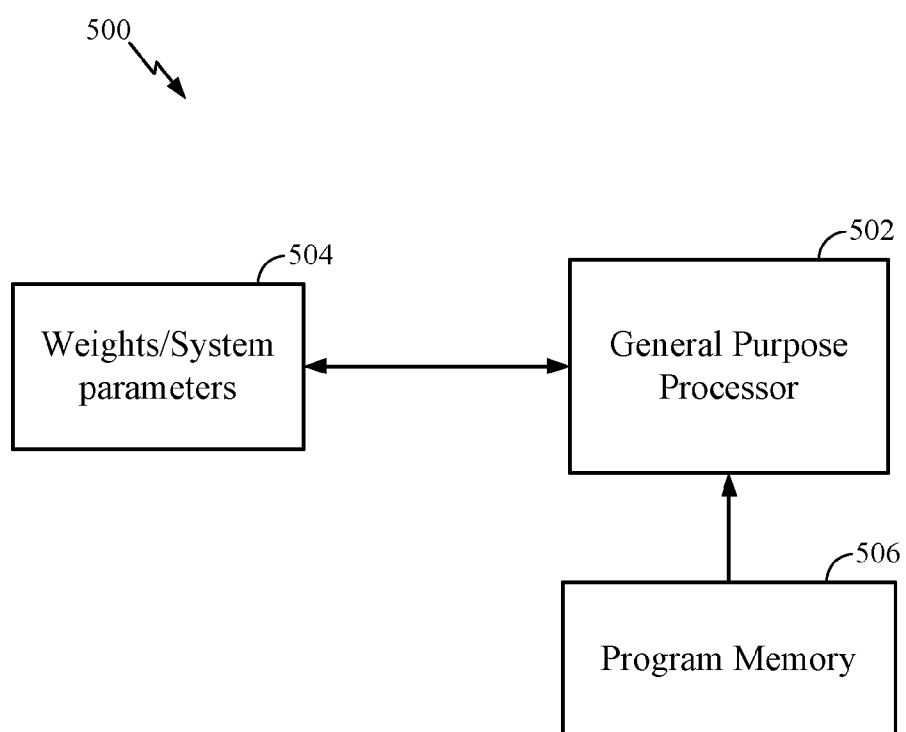 500
502
504
Weights/System
parameters
General Purpose
Processor
506
Program Memory